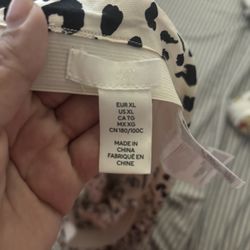 EUR XL
US XL
CA TG
MX XG
CN 180/100C
MADE IN
CHINA
FABRIQUÉ EN
CHINE